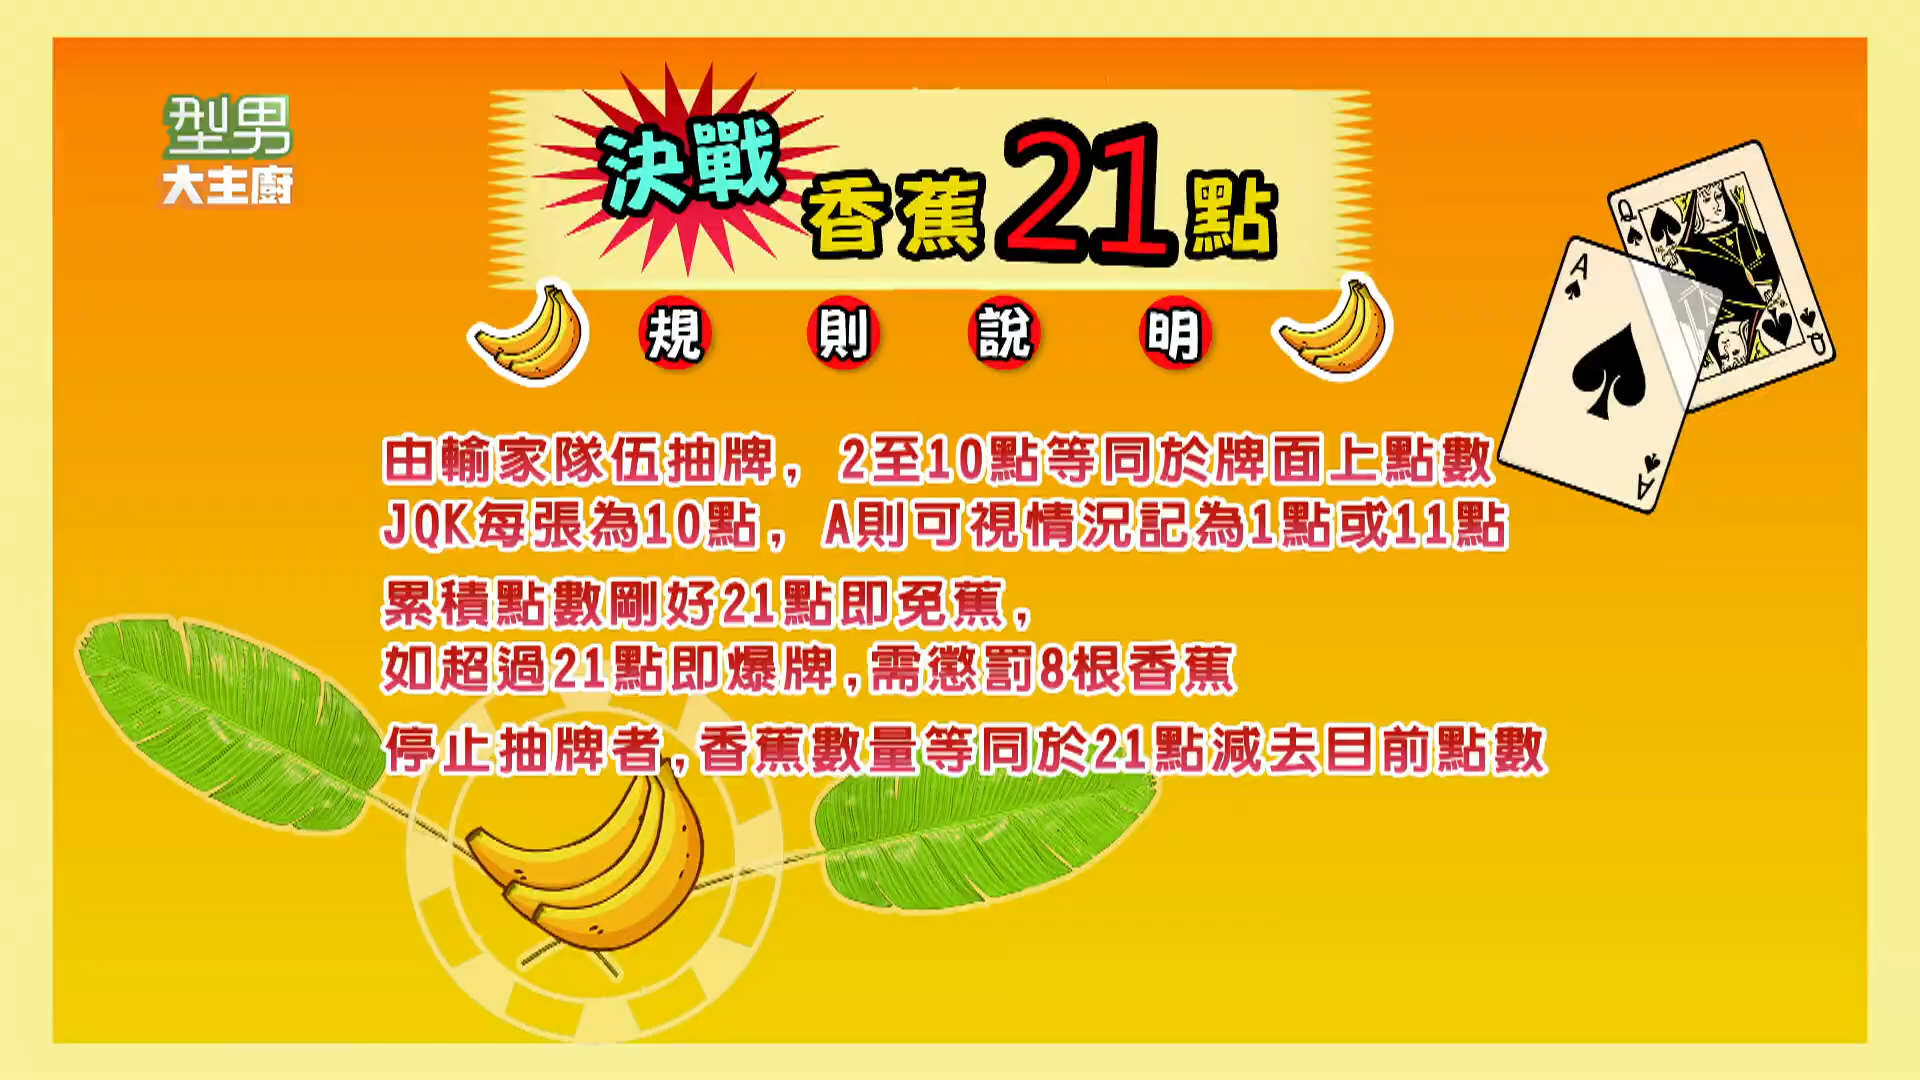 型男
大主廚
決戰香蕉21點
規則說明
Q
A
Q
A
由輸家隊伍抽牌, 2至10點等同於牌面上點數
JQK每張為10點, A則可視情況記為1點或11點
累積點數剛好21點即免蕉,
如超過21點即爆牌,需懲罰8根香蕉
停止抽牌者,香蕉數量等同於21點減去目前點數